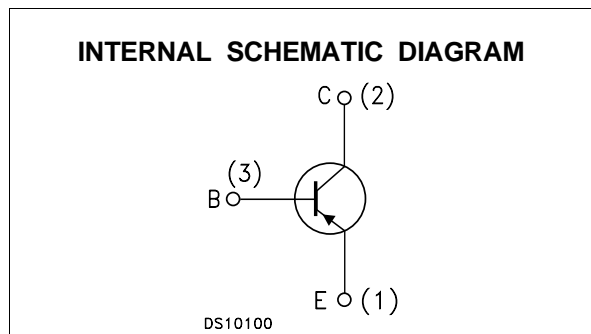 INTERNAL SCHEMATIC DIAGRAM
C (2)
(3)
B
E (1)
DS10100